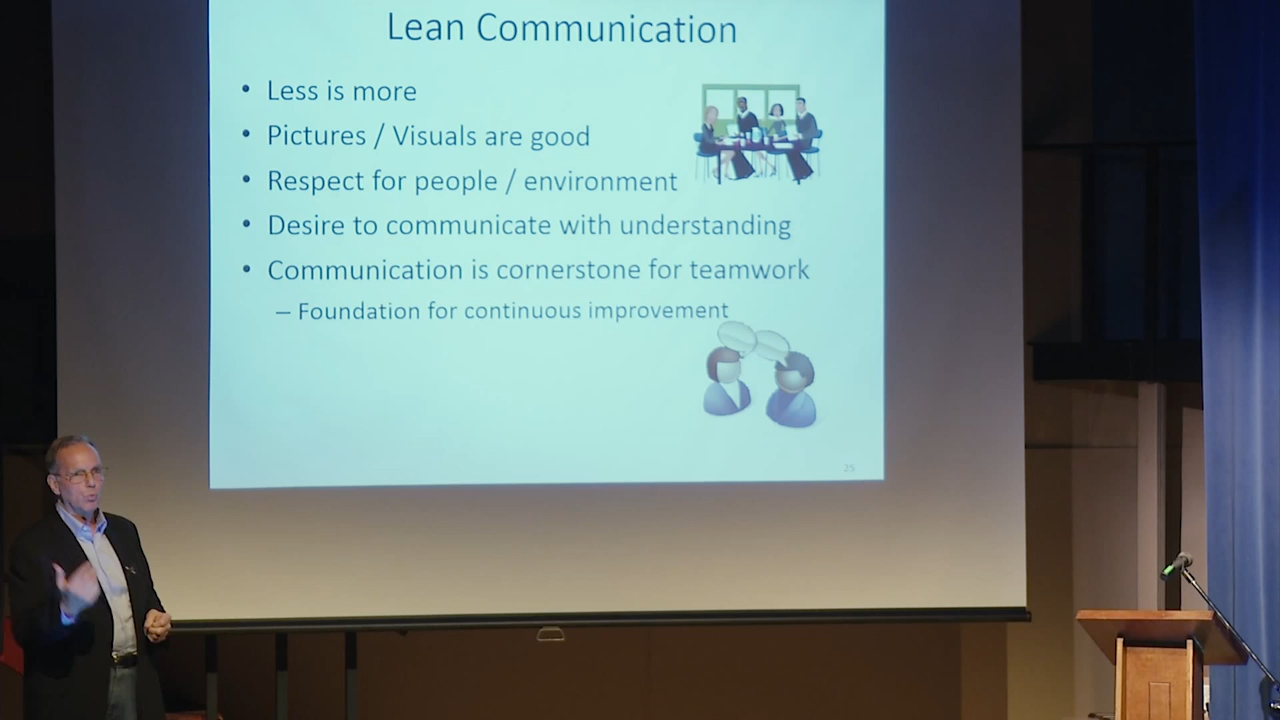 Lean Communication
• Less is more
• Pictures / Visuals are good
• Respect for people / environment
• Desire to communicate with understanding
• Communication is cornerstone for teamwork
– Foundation for continuous improvement
25